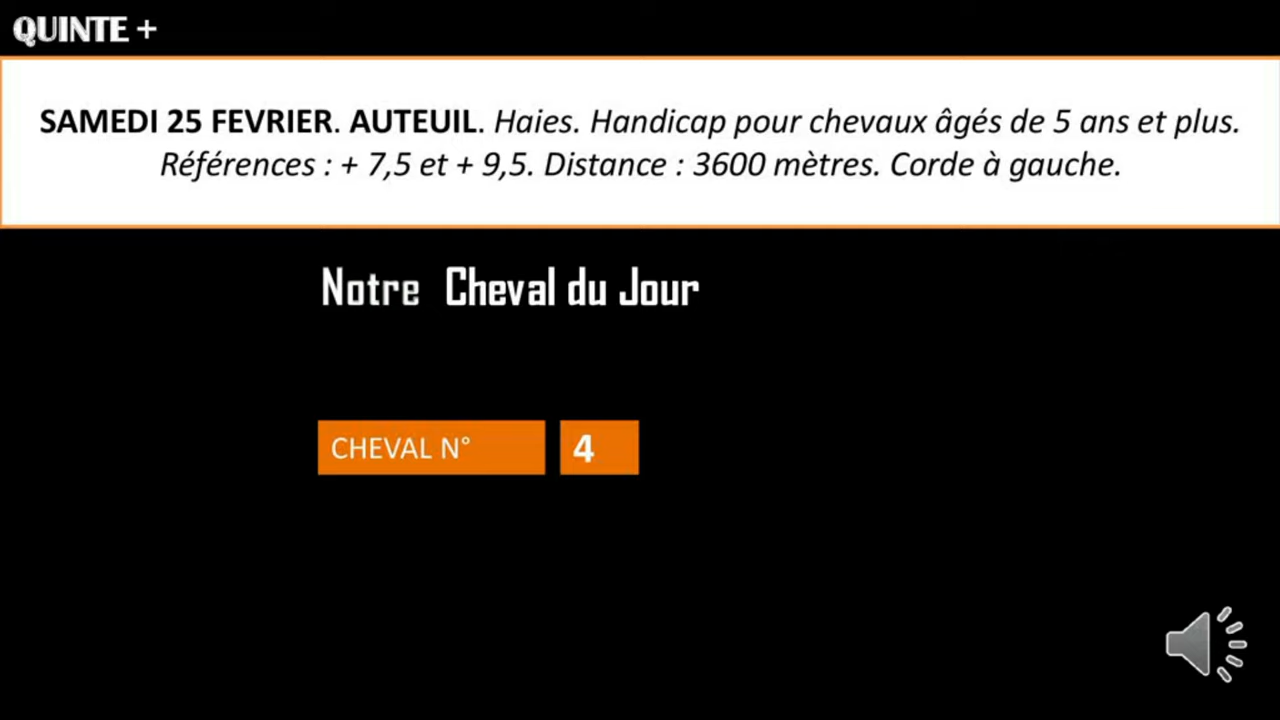 QUINTE +
SAMEDI 25 FEVRIER. AUTEUIL. Haies. Handicap pour chevaux âgés de 5 ans et plus.
Références : + 7,5 et + 9,5. Distance : 3600 mètres. Corde à gauche.
Notre Cheval du Jour
CHEVAL N° 4